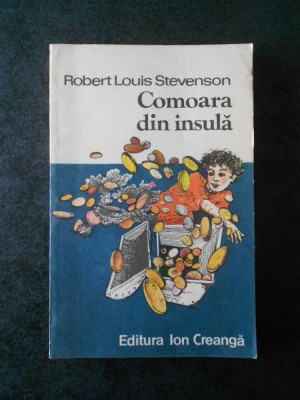 Robert Louis Stevenson
Comoara
din insulă
Editura Ion Creangă